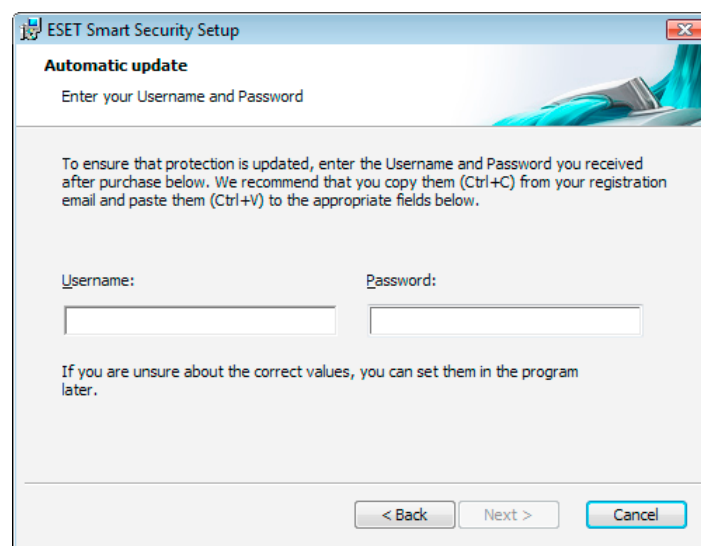 ESET Smart Security Setup
Automatic update
Enter your Username and Password
To ensure that protection is updated, enter the Username and Password you received
after purchase below. We recommend that you copy them (Ctrl+C) from your registration
email and paste them (Ctrl+V) to the appropriate fields below.
Username: Password:
If you are unsure about the correct values, you can set them in the program
later.
< Back Next > Cancel